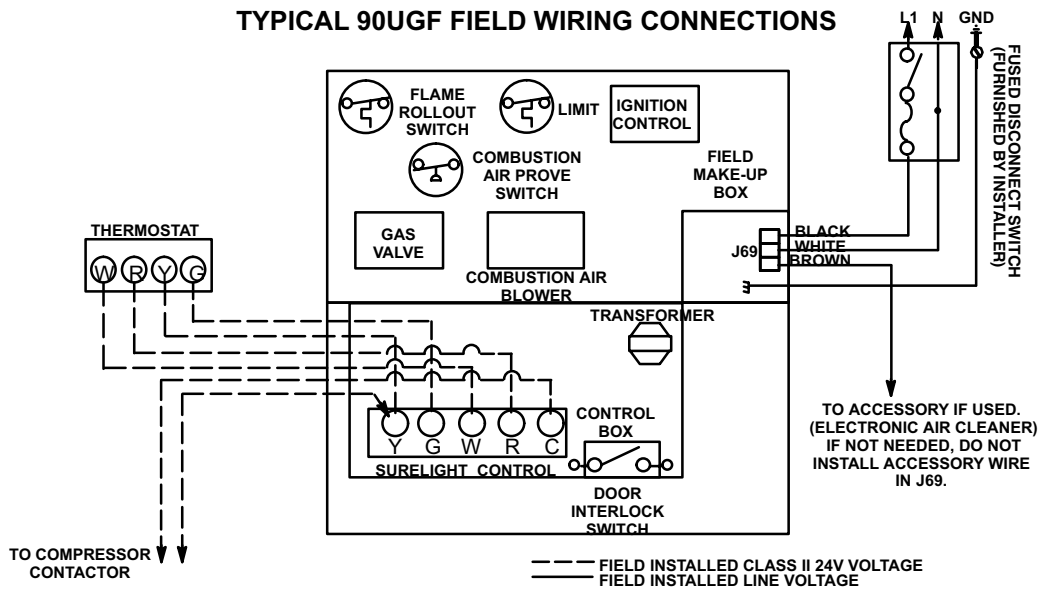 TYPICAL 90UGF FIELD WIRING CONNECTIONS
L1 N GND
FUSED DISCONNECT SWITCH
(FURNISHED BY INSTALLER)
FLAME
ROLLOUT
SWITCH
LIMIT
IGNITION
CONTROL
COMBUSTION
AIR PROVE
SWITCH
FIELD
MAKE-UP
BOX
GAS
VALVE
COMBUSTION AIR
BLOWER
THERMOSTAT
W R Y G
J69
BLACK
WHITE
BROWN
TRANSFORMER
TO ACCESSORY IF USED.
(ELECTRONIC AIR CLEANER)
IF NOT NEEDED, DO NOT
INSTALL ACCESSORY WIRE
IN J69.
CONTROL
BOX
Y G W R C
SURELIGHT CONTROL
DOOR
INTERLOCK
SWITCH
TO COMPRESSOR
CONTACTOR
FIELD INSTALLED CLASS II 24V VOLTAGE
FIELD INSTALLED LINE VOLTAGE